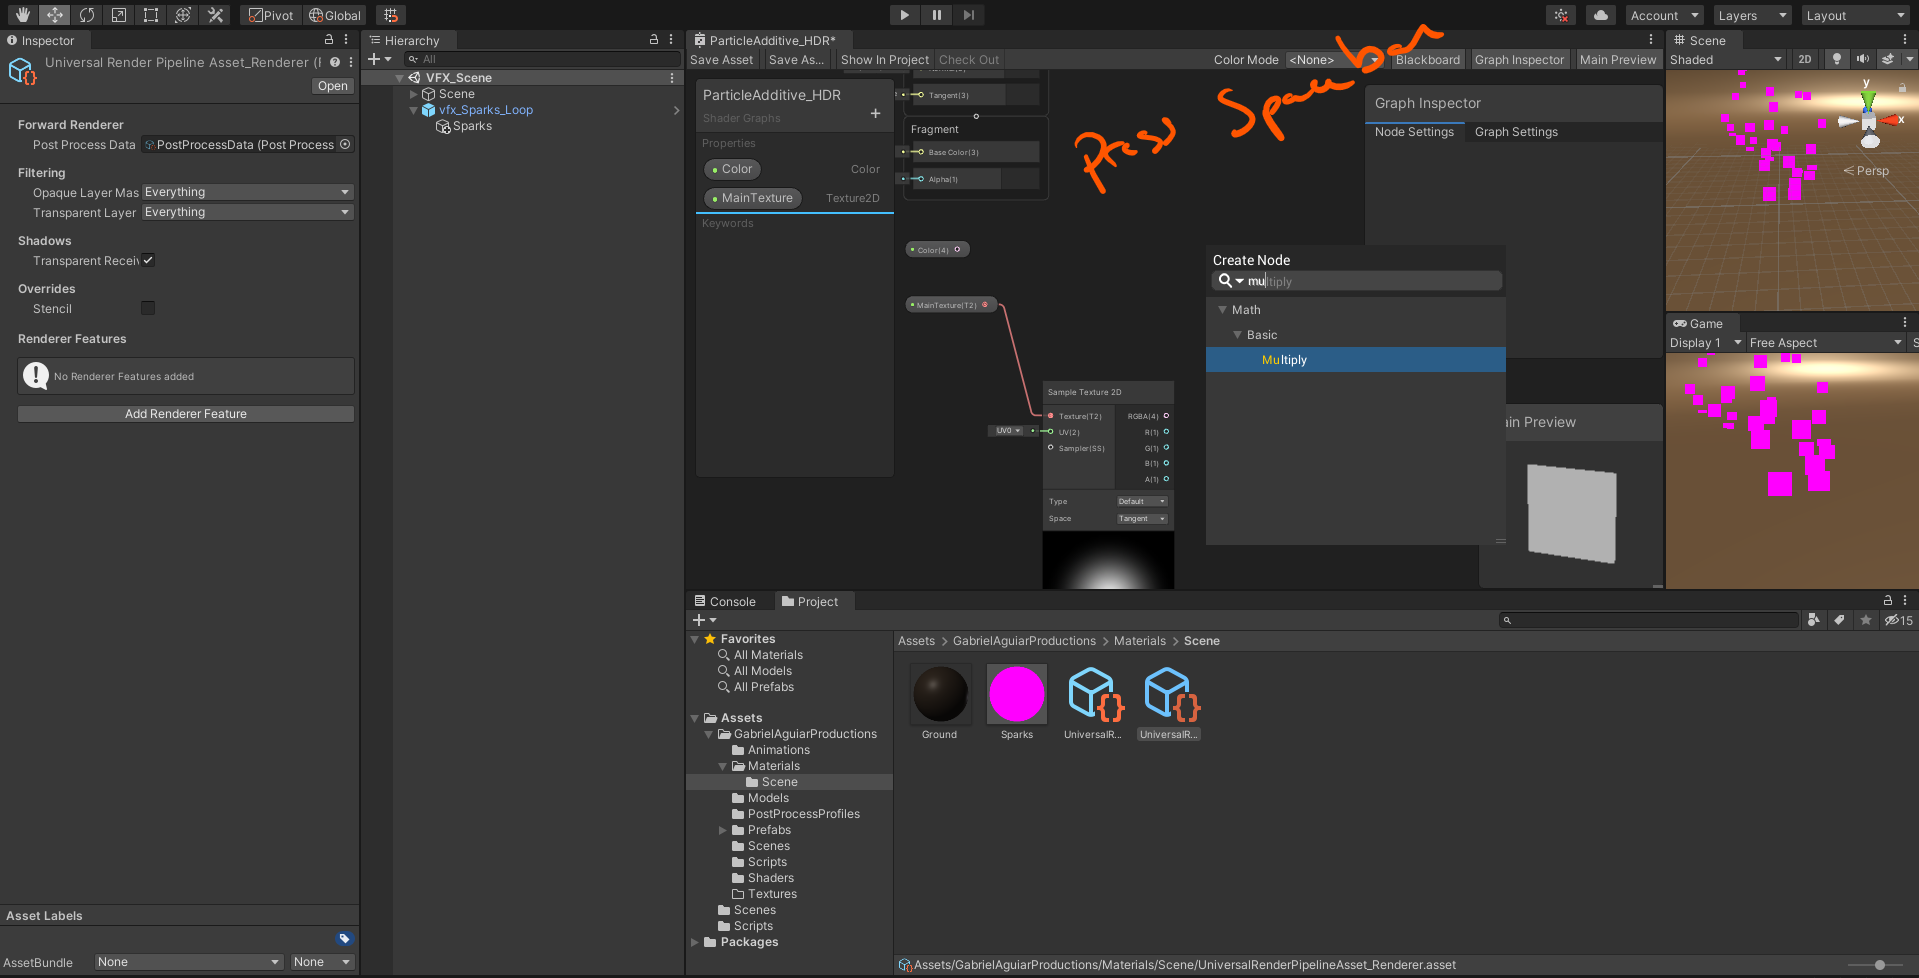 Pivot Global Account Layers Layout
Inspector
Universal Render Pipeline Asset_Renderer (F
Open
Forward Renderer
Post Process Data PostProcessData (Post Process
Filtering
Opaque Layer Mas Everything
Transparent Layer Everything
Shadows
Transparent Receiv
Overrides
Stencil
Renderer Features
No Renderer Features added
Add Renderer Feature
Asset Labels
AssetBundle None None
Hierarchy
All
VFX_Scene
Scene
vfx_Sparks_Loop
Sparks
ParticleAdditive_HDR*
Save Asset Save As... Show In Project Check Out Color Mode <None> Blackboard Graph Inspector Main Preview
Press Spacebar
ParticleAdditive_HDR
Shader Graphs
Properties
Color Color
MainTexture Texture2D
Keywords
Tangent(3)
Fragment
Base Color(3)
Alpha(1)
Color(4)
MainTexture(T2)
UV0
Sample Texture 2D
Texture(T2) RGBA(4)
UV(2) R(1)
Sampler(SS) G(1)
B(1)
A(1)
Type Default
Space Tangent
Create Node
multiply
Math
Basic
Multiply
Graph Inspector
Node Settings Graph Settings
ain Preview
Scene
Shaded 2D
y
x
Persp
Game
Display 1 Free Aspect S
Console Project
15
Favorites
All Materials
All Models
All Prefabs
Assets
GabrielAguiarProductions
Animations
Materials
Scene
Models
PostProcessProfiles
Prefabs
Scenes
Scripts
Shaders
Textures
Scenes
Scripts
Packages
Assets > GabrielAguiarProductions > Materials > Scene
Ground Sparks UniversalR... UniversalR...
Assets/GabrielAguiarProductions/Materials/Scene/UniversalRenderPipelineAsset_Renderer.asset